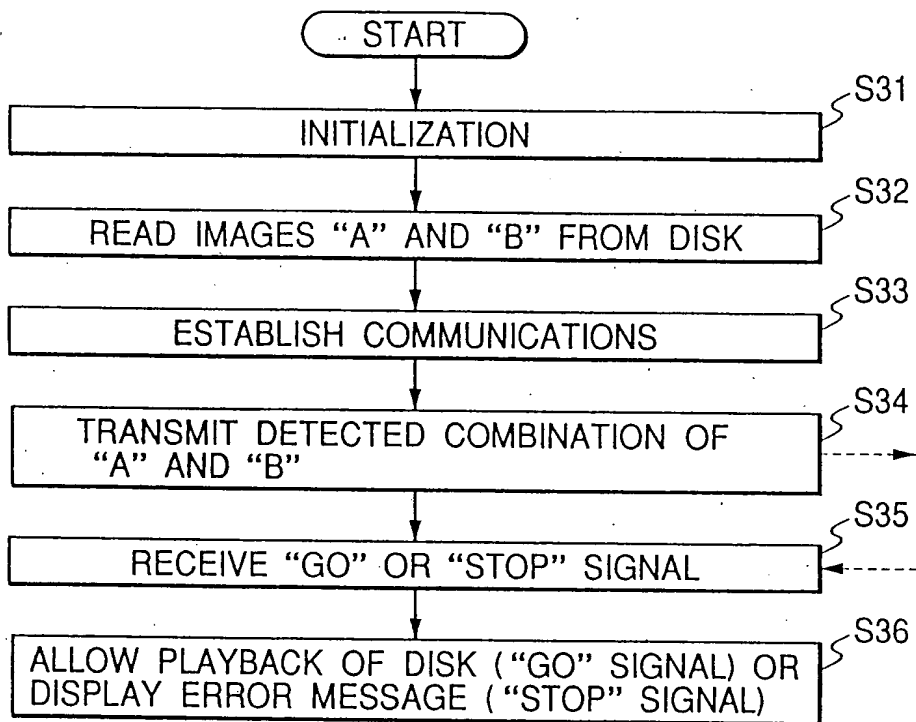 START
S31
INITIALIZATION
S32
READ IMAGES “A” AND “B” FROM DISK
S33
ESTABLISH COMMUNICATIONS
S34
TRANSMIT DETECTED COMBINATION OF
“A” AND “B”
S35
RECEIVE “GO” OR “STOP” SIGNAL
S36
ALLOW PLAYBACK OF DISK (“GO” SIGNAL) OR
DISPLAY ERROR MESSAGE (“STOP” SIGNAL)